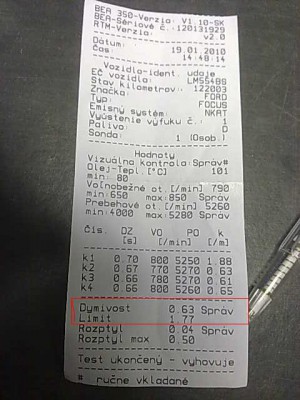 BEA 350-Verzia: V1.10-SK
BEA-Sériové č.:120131929
RTM-Verzia: v2.0
Dátum: 19.01.2010
Čas: 14:48:14
Vozidla-ident. údaje
EČ vozidla: LM554BS
Stav kilometrov: 122003
Značka: FORD
Typ: FOCUS
Emisný systém: NKAT
Vyústenie výfuku č.: 1
Palivo: D
Sonda: 1 (Osob.)
Hodnoty
Vizuálna kontrola:Správ#
Olej-Tepl.[°C] 101
min: 80
Voľnobežné ot.[/min] 790
min:650 max:850 Správ
Prebehové ot.[/min] 5260
min:4000 max:5280 Správ
Čís. DZ VO PO k
[s] [/min] [/m]
k1 0.70 800 5250 1.88
k2 0.67 770 5270 0.63
k3 0.66 780 5270 0.61
k4 0.66 800 5260 0.65
Dymivost 0.63 Správ
Limit 1.77
Rozptyl 0.04 Správ
Rozptyl max 0.50
Test ukončený - vyhovuje
# ručne vkladané